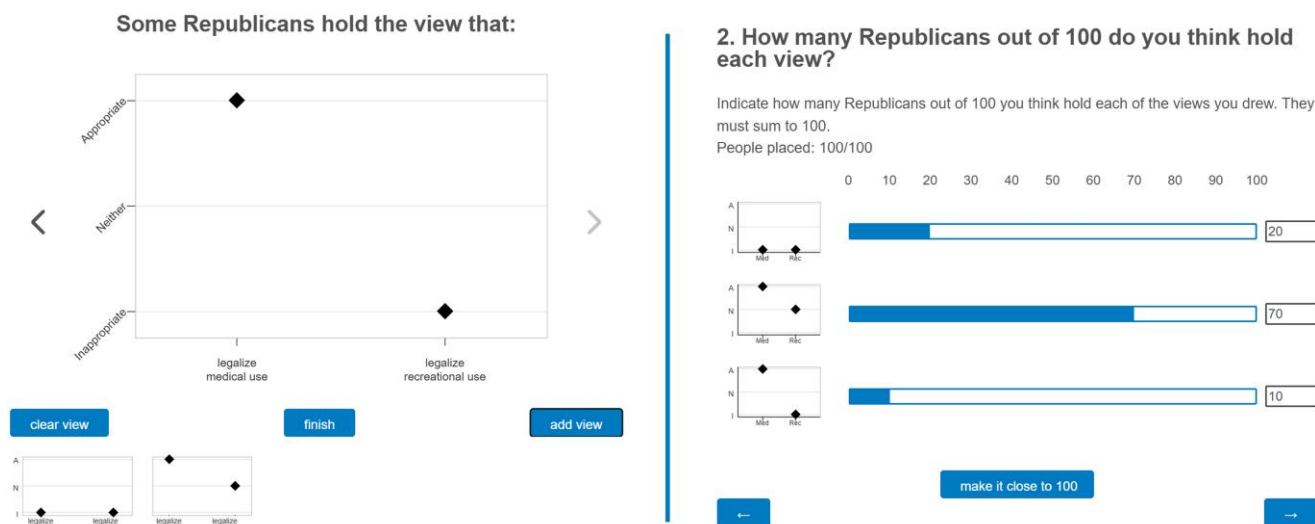 Some Republicans hold the view that:
Appropriate
Neither
Inappropriate
legalize
medical use
legalize
recreational use
clear view
finish
add view
A
N
I
legalize
legalize
legalize
legalize
2. How many Republicans out of 100 do you think hold
each view?
Indicate how many Republicans out of 100 you think hold each of the views you drew. They
must sum to 100.
People placed: 100/100
0 10 20 30 40 50 60 70 80 90 100
A
N
I
Med Rec
20
A
N
I
Med Rec
70
A
N
I
Med Rec
10
make it close to 100
←
→